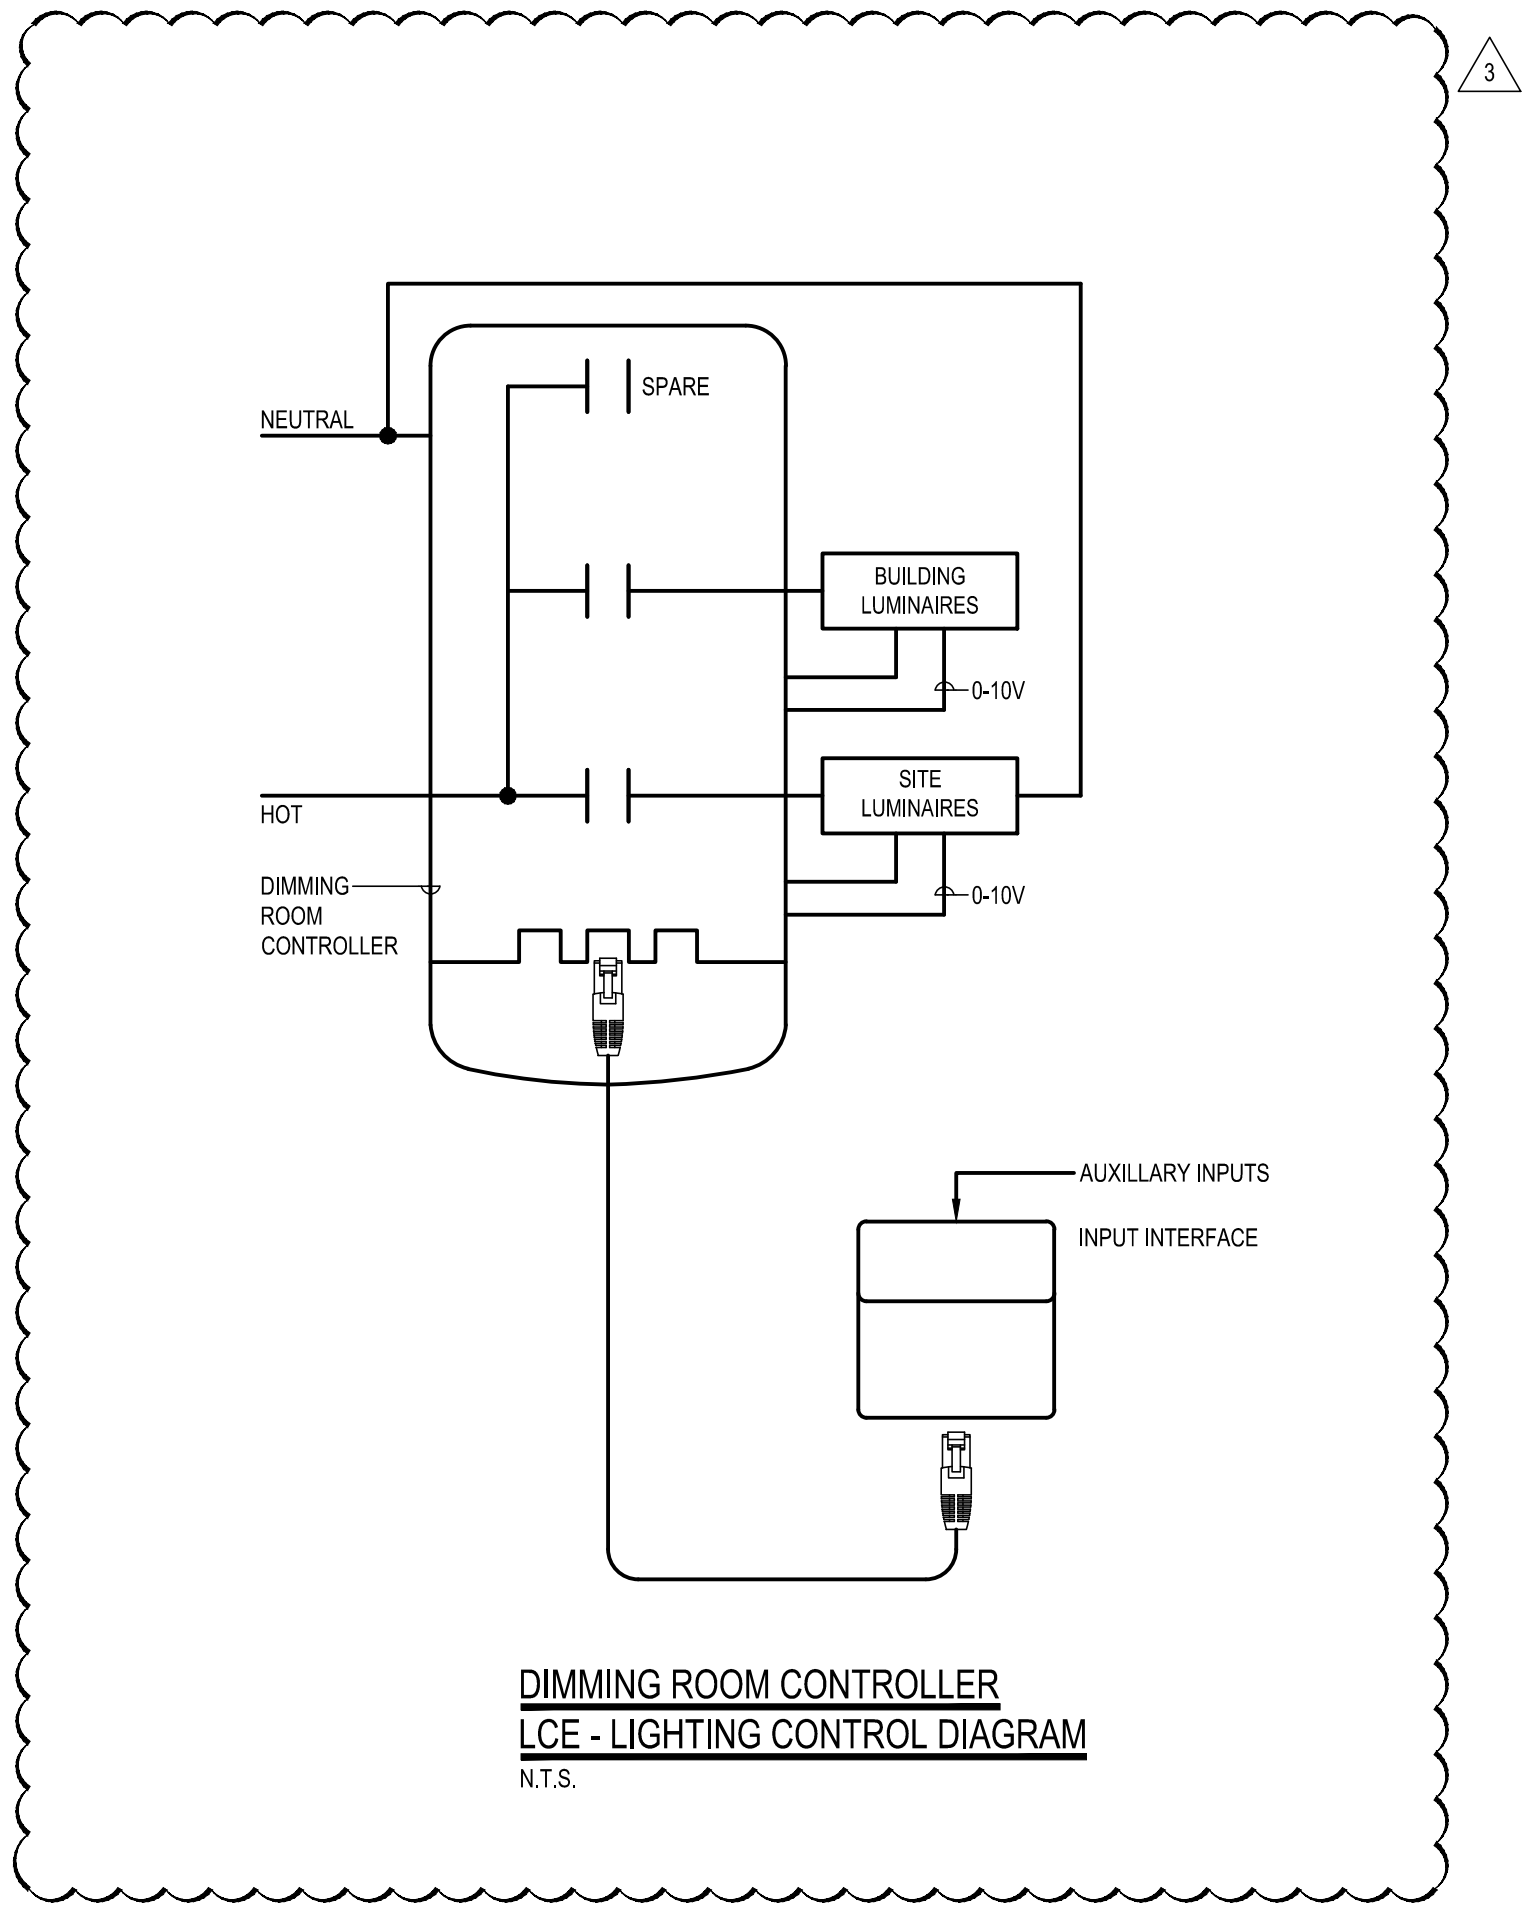 3
SPARE
NEUTRAL
BUILDING
LUMINAIRES
0-10V
SITE
LUMINAIRES
HOT
0-10V
DIMMING
ROOM
CONTROLLER
AUXILLARY INPUTS
INPUT INTERFACE
DIMMING ROOM CONTROLLER
LCE - LIGHTING CONTROL DIAGRAM
N.T.S.